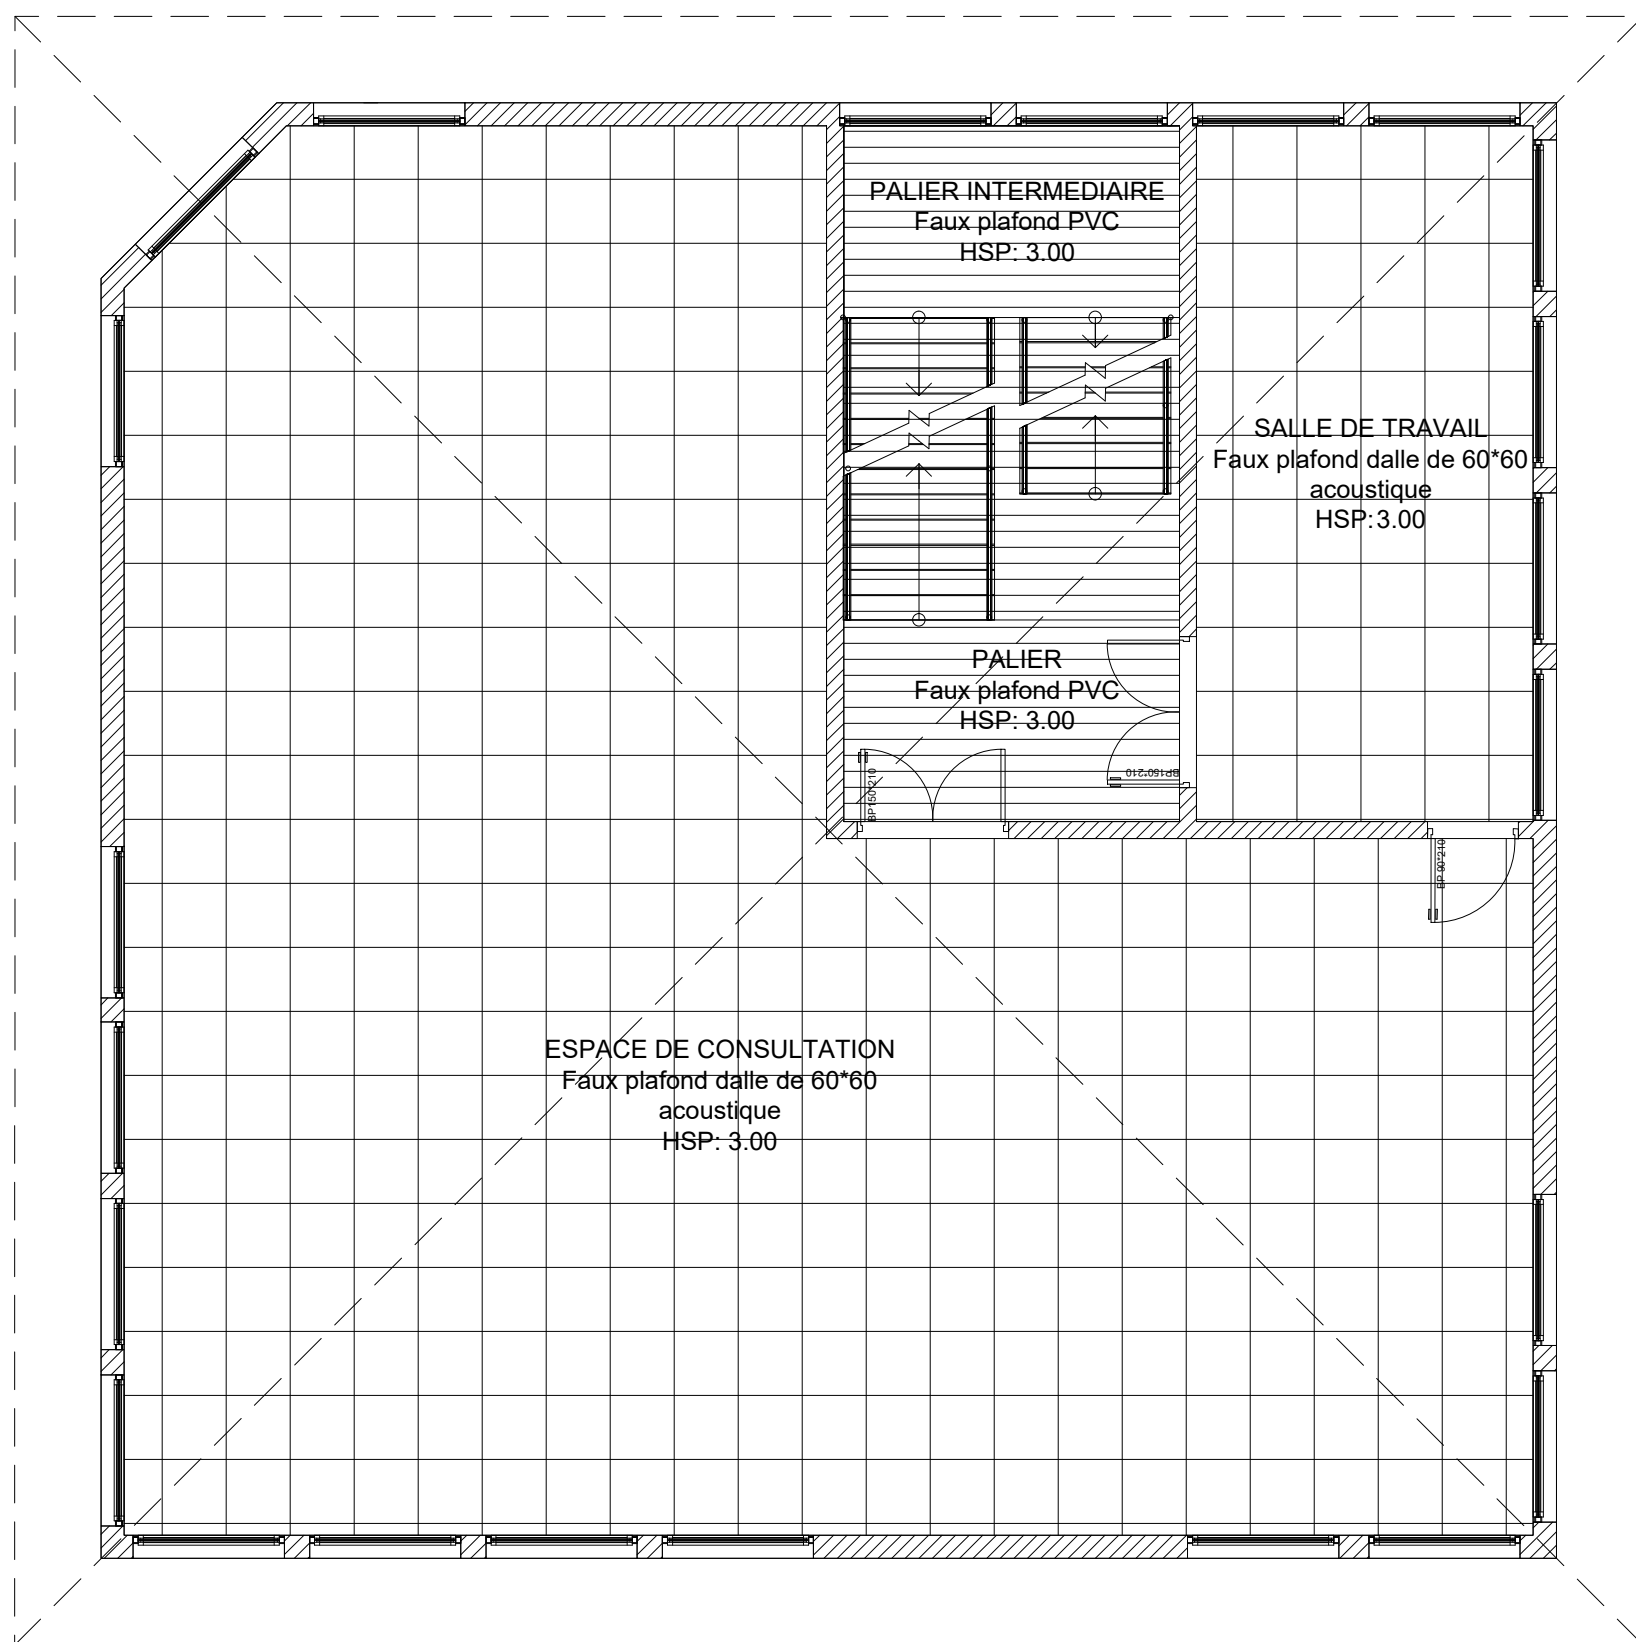 PALIER INTERMEDIAIRE
Faux plafond PVC
HSP: 3.00
SALLE DE TRAVAIL
Faux plafond dalle de 60*60
acoustique
HSP: 3.00
PALIER
Faux plafond PVC
HSP: 3.00
BP150*210
BP150*210
BP 90*210
ESPACE DE CONSULTATION
Faux plafond dalle de 60*60
acoustique
HSP: 3.00